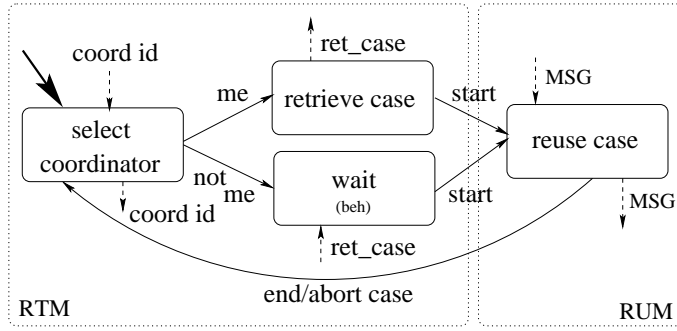 ret_case
coord id
MSG
me
retrieve case
start
select
coordinator
reuse case
not
me
wait
(beh)
start
coord id
MSG
ret_case
end/abort case
RTM
RUM